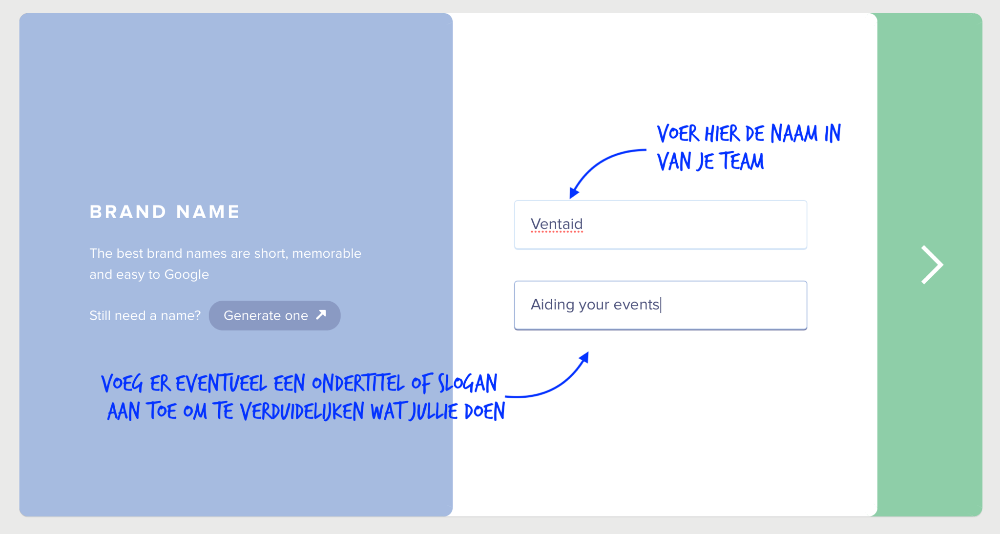 VOER HIER DE NAAM IN
VAN JE TEAM
BRAND NAME
Ventaid
The best brand names are short, memorable
and easy to Google
Aiding your events
Still need a name? Generate one
VOEG ER EVENTUEEL EEN ONDERTITEL OF SLOGAN
AAN TOE OM TE VERDUIDELIJKEN WAT JULLIE DOEN